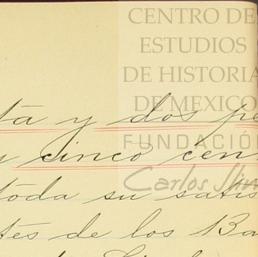 CENTRO DE
ESTUDIOS
DE HISTORIA
DE MEXICO
FUNDACIÓN
Carlos Slim
ta y dos pe
y cinco cen
toda su satis
tes de los Ba